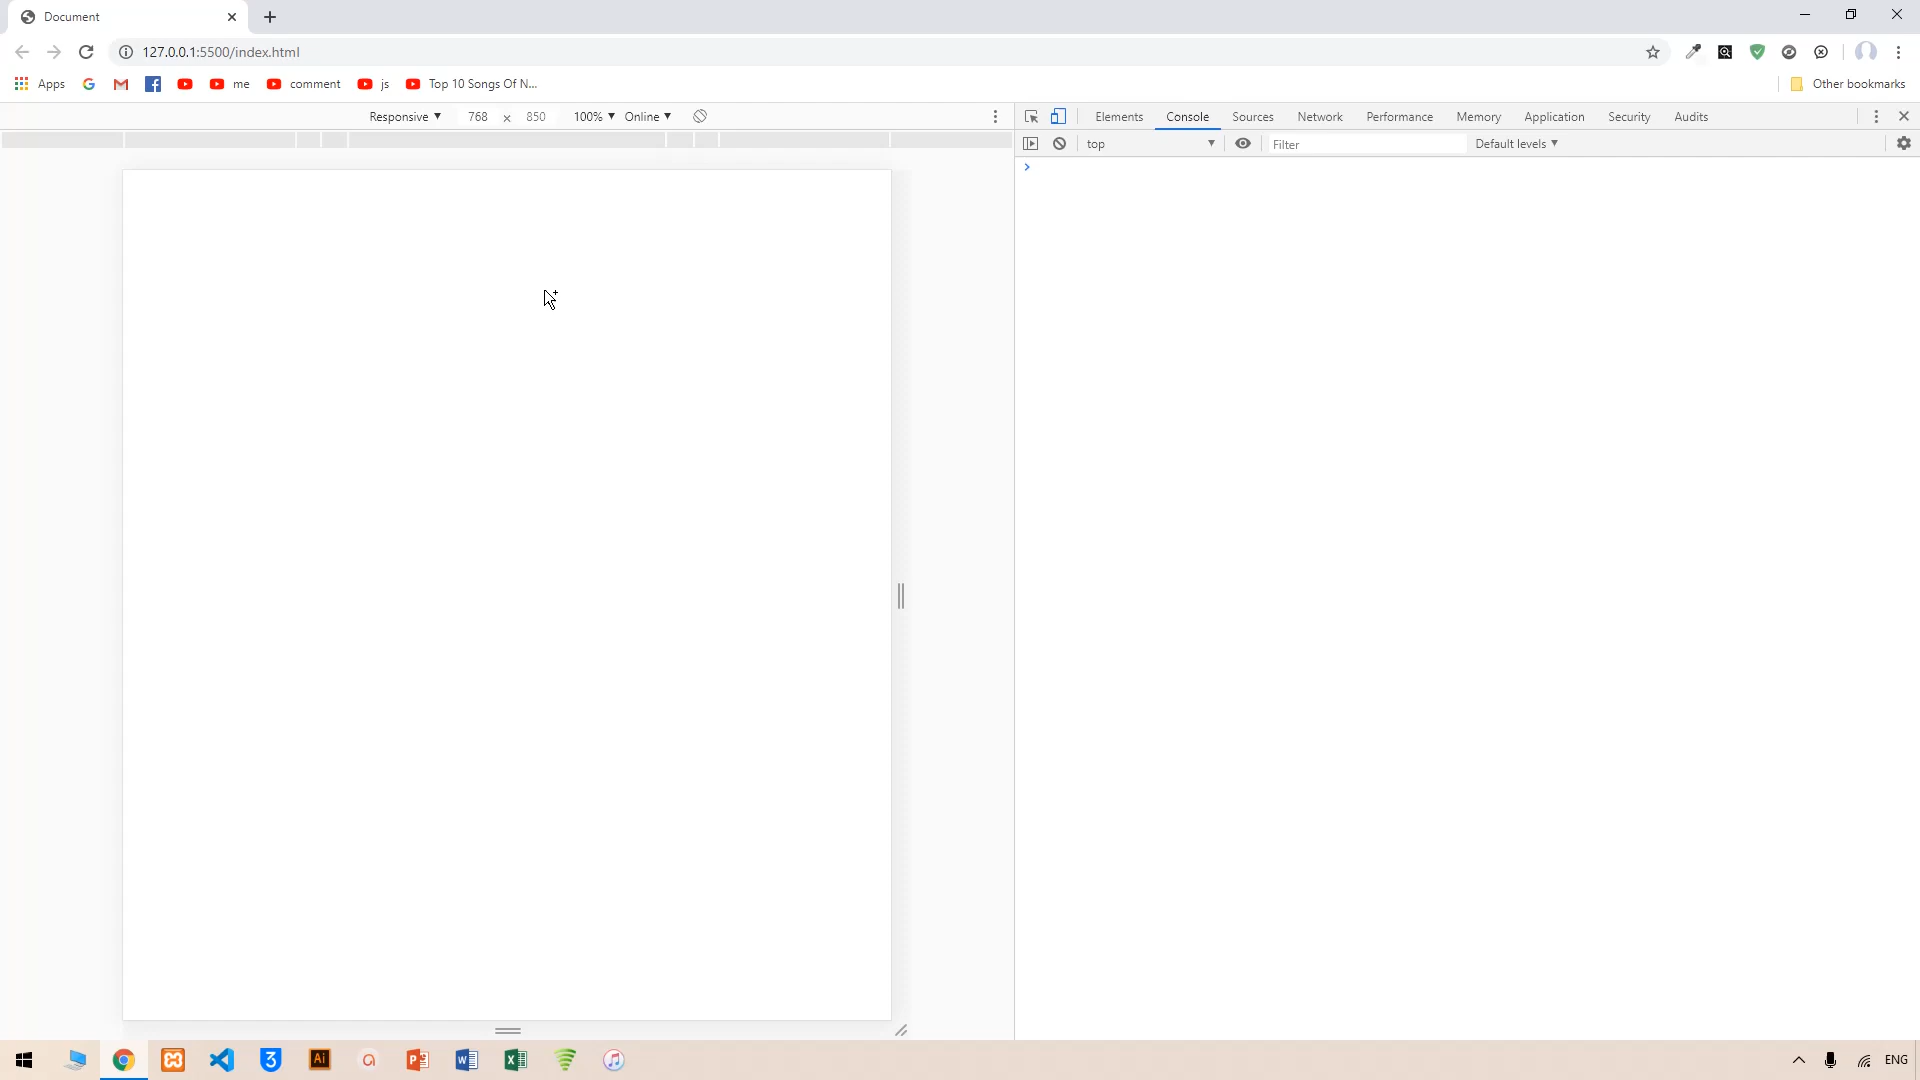 Document
127.0.0.1:5500/index.html
Apps me comment js Top 10 Songs Of N... Other bookmarks
Responsive 768 x 850 100% Online
Elements Console Sources Network Performance Memory Application Security Audits
top Filter Default levels
Ai ENG